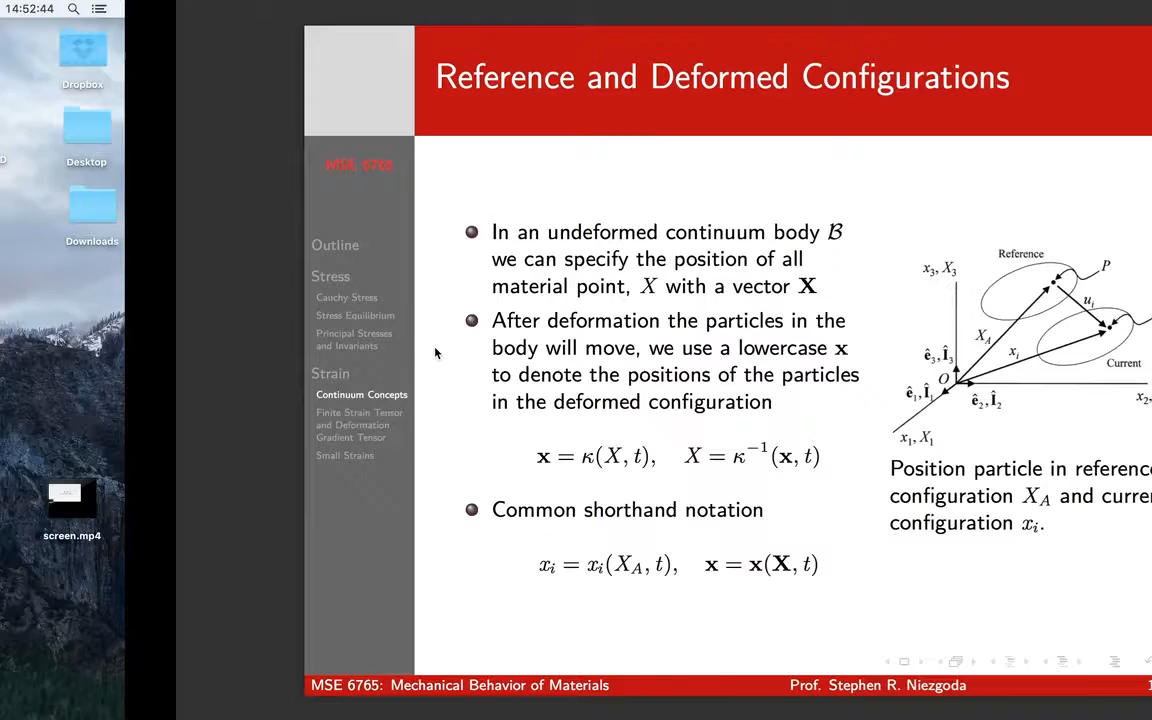 14:52:44
Dropbox
Desktop
Downloads
screen.mp4
Reference and Deformed Configurations
MSE 6765
Outline
Stress
Cauchy Stress
Stress Equilibrium
Principal Stresses
and Invariants
Strain
Continuum Concepts
Finite Strain Tensor
and Deformation
Gradient Tensor
Small Strains
In an undeformed continuum body ℬ
we can specify the position of all
material point, X with a vector X
After deformation the particles in the
body will move, we use a lowercase x
to denote the positions of the particles
in the deformed configuration
x = κ(X, t), X = κ⁻¹(x, t)
Common shorthand notation
xᵢ = xᵢ(X_A, t), x = x(X, t)
Reference
x₃, X₃
P
uᵢ
X_A
xᵢ
ê₃, Î₃
Current
O
ê₁, Î₁
ê₂, Î₂
x₂,
x₁, X₁
Position particle in reference
configuration X_A and curre
configuration xᵢ.
MSE 6765: Mechanical Behavior of Materials
Prof. Stephen R. Niezgoda